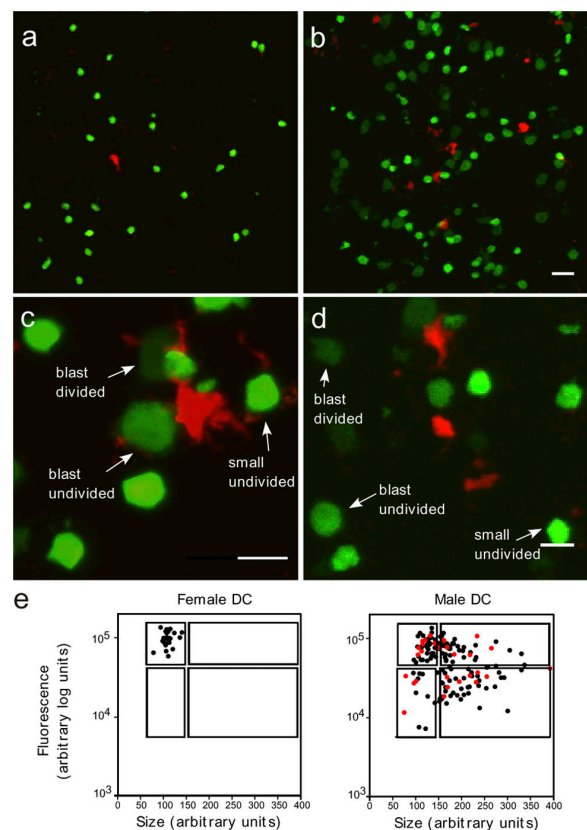 a
b
c
blast
divided
blast
undivided
small
undivided
d
blast
divided
blast
undivided
small
undivided
e
Female DC
Male DC
Fluorescence
(arbitrary log units)
10⁵
10⁴
10³
0 50 100 150 200 250 300 350 400
Size (arbitrary units)
10⁵
10⁴
10³
0 50 100 150 200 250 300 350 400
Size (arbitrary units)